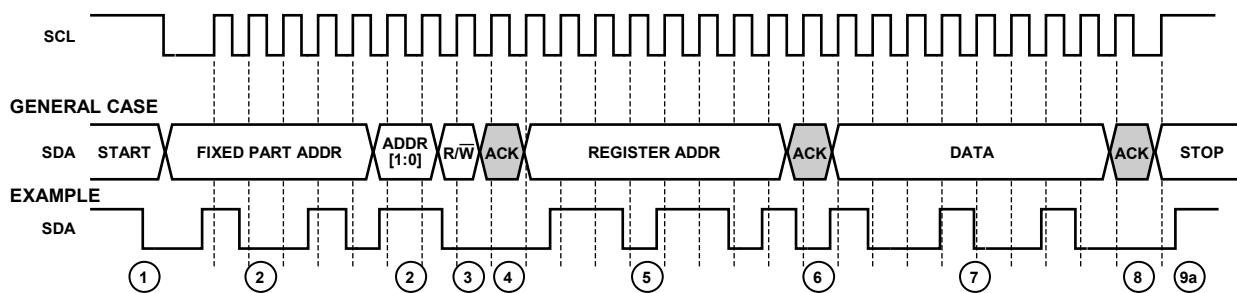 SCL
GENERAL CASE
SDA START FIXED PART ADDR ADDR [1:0] R/W̅ ACK REGISTER ADDR ACK DATA ACK STOP
EXAMPLE
SDA
1 2 2 3 4 5 6 7 8 9a